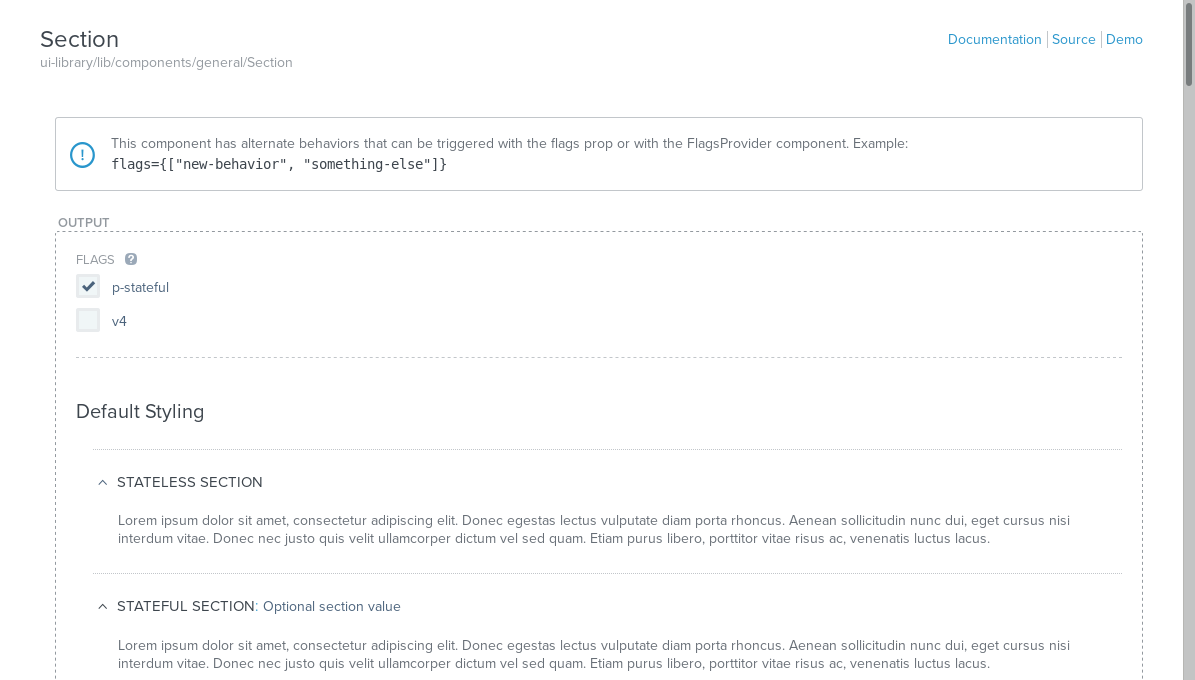 Section
Documentation Source Demo
ui-library/lib/components/general/Section
This component has alternate behaviors that can be triggered with the flags prop or with the FlagsProvider component. Example:
flags={["new-behavior", "something-else"]}
OUTPUT
FLAGS ?
p-stateful
v4
Default Styling
STATELESS SECTION
Lorem ipsum dolor sit amet, consectetur adipiscing elit. Donec egestas lectus vulputate diam porta rhoncus. Aenean sollicitudin nunc dui, eget cursus nisi
interdum vitae. Donec nec justo quis velit ullamcorper dictum vel sed quam. Etiam purus libero, porttitor vitae risus ac, venenatis luctus lacus.
STATEFUL SECTION: Optional section value
Lorem ipsum dolor sit amet, consectetur adipiscing elit. Donec egestas lectus vulputate diam porta rhoncus. Aenean sollicitudin nunc dui, eget cursus nisi
interdum vitae. Donec nec justo quis velit ullamcorper dictum vel sed quam. Etiam purus libero, porttitor vitae risus ac, venenatis luctus lacus.